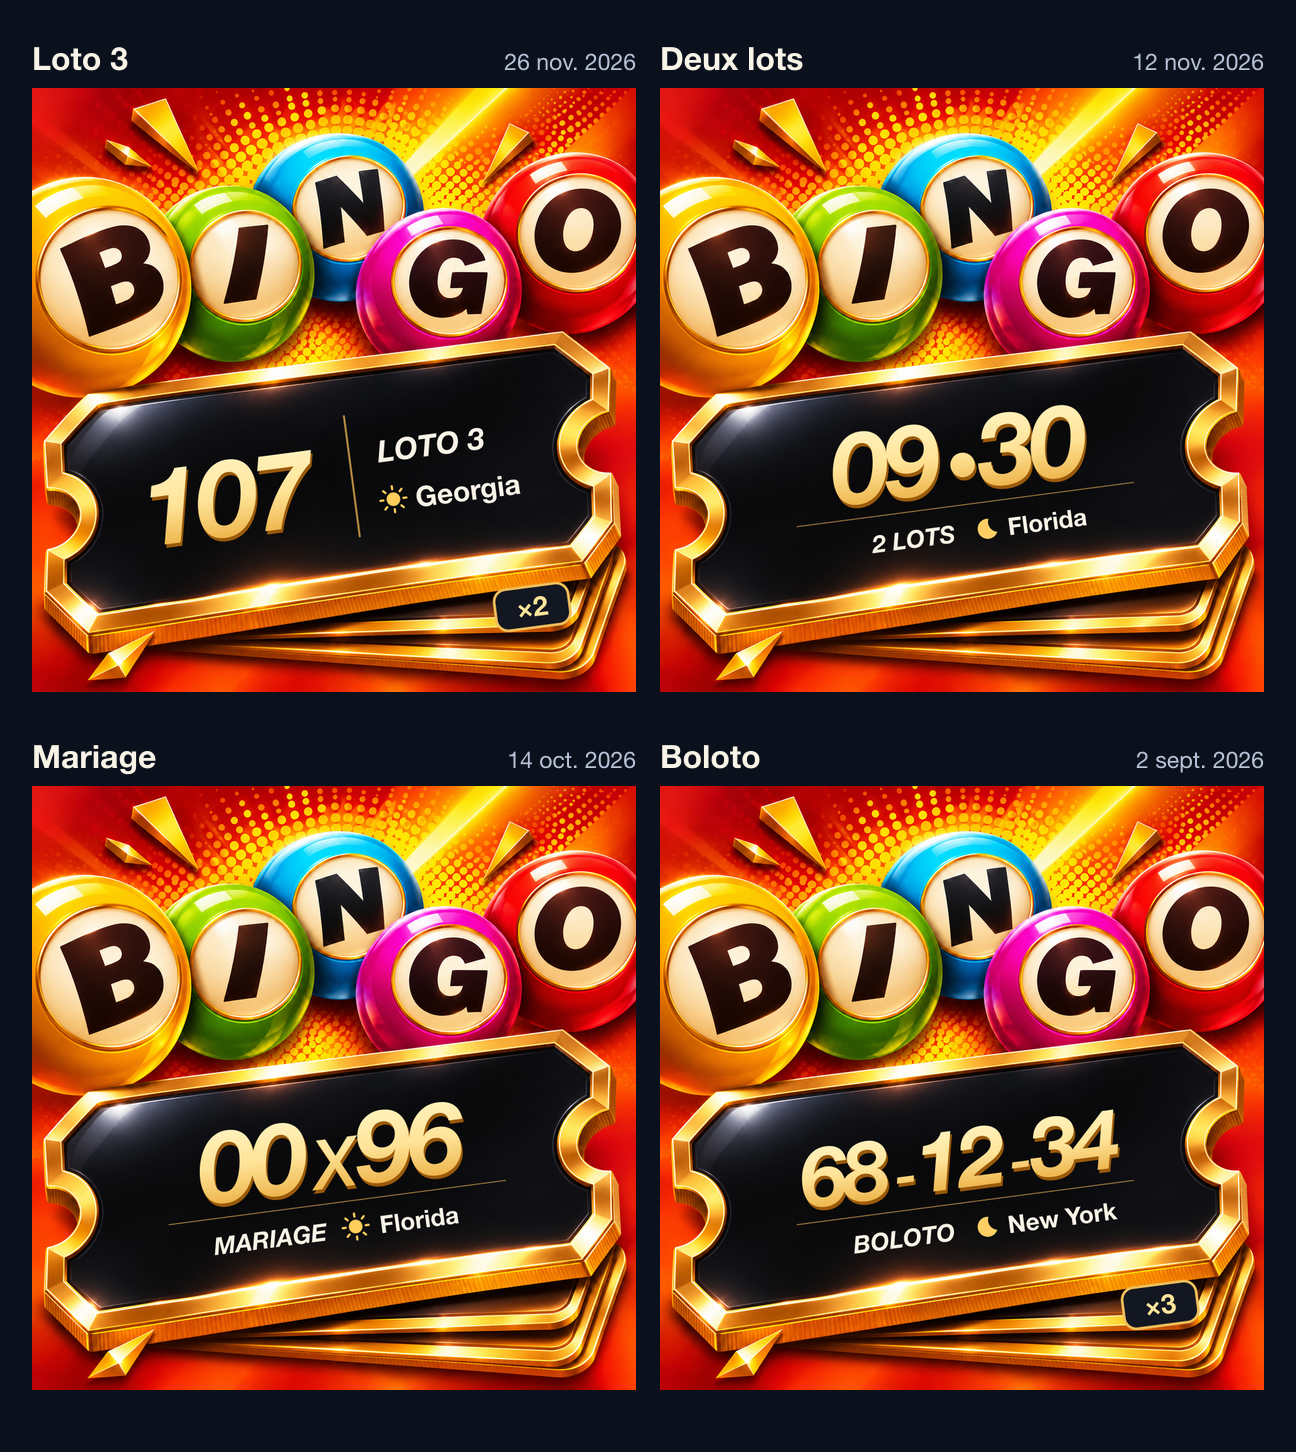 Loto 3 26 nov. 2026
BINGO
107
LOTO 3
Georgia
×2
Deux lots 12 nov. 2026
BINGO
09•30
2 LOTS Florida
Mariage 14 oct. 2026
BINGO
00x96
MARIAGE Florida
Boloto 2 sept. 2026
BINGO
68-12-34
BOLOTO New York
×3